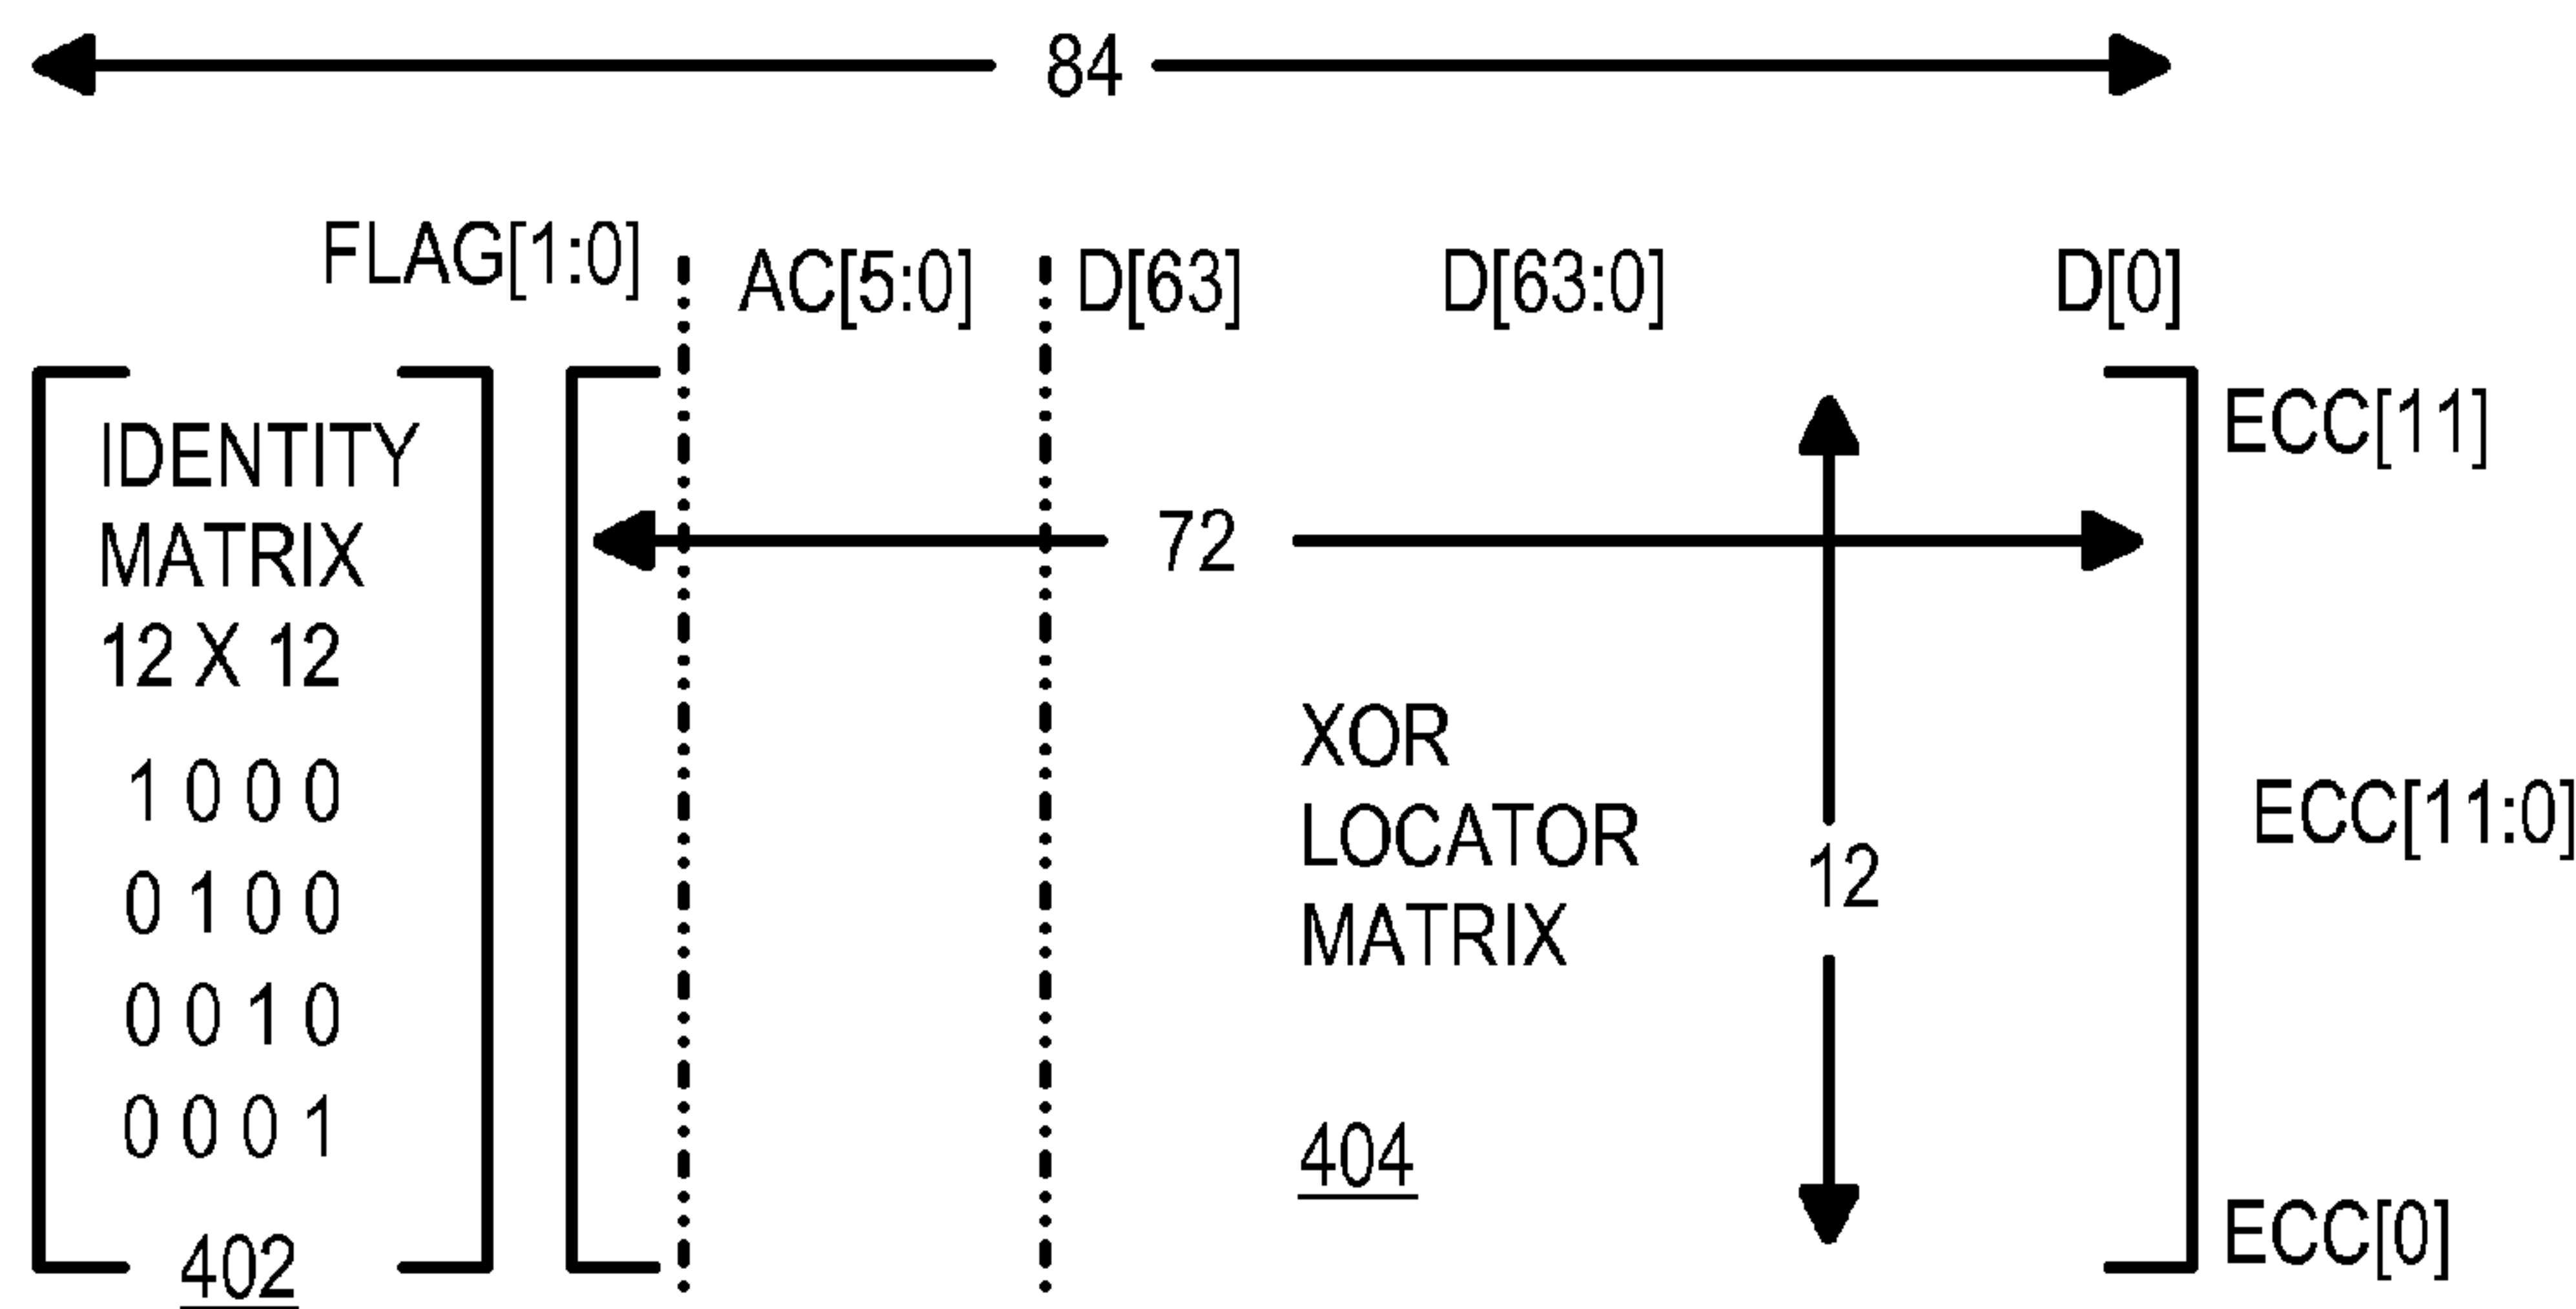 84
FLAG[1:0] AC[5:0] D[63] D[63:0] D[0]
IDENTITY
MATRIX
12 X 12
1 0 0 0
0 1 0 0
0 0 1 0
0 0 0 1
402
72
XOR
LOCATOR
MATRIX
404
12
ECC[11]
ECC[11:0]
ECC[0]